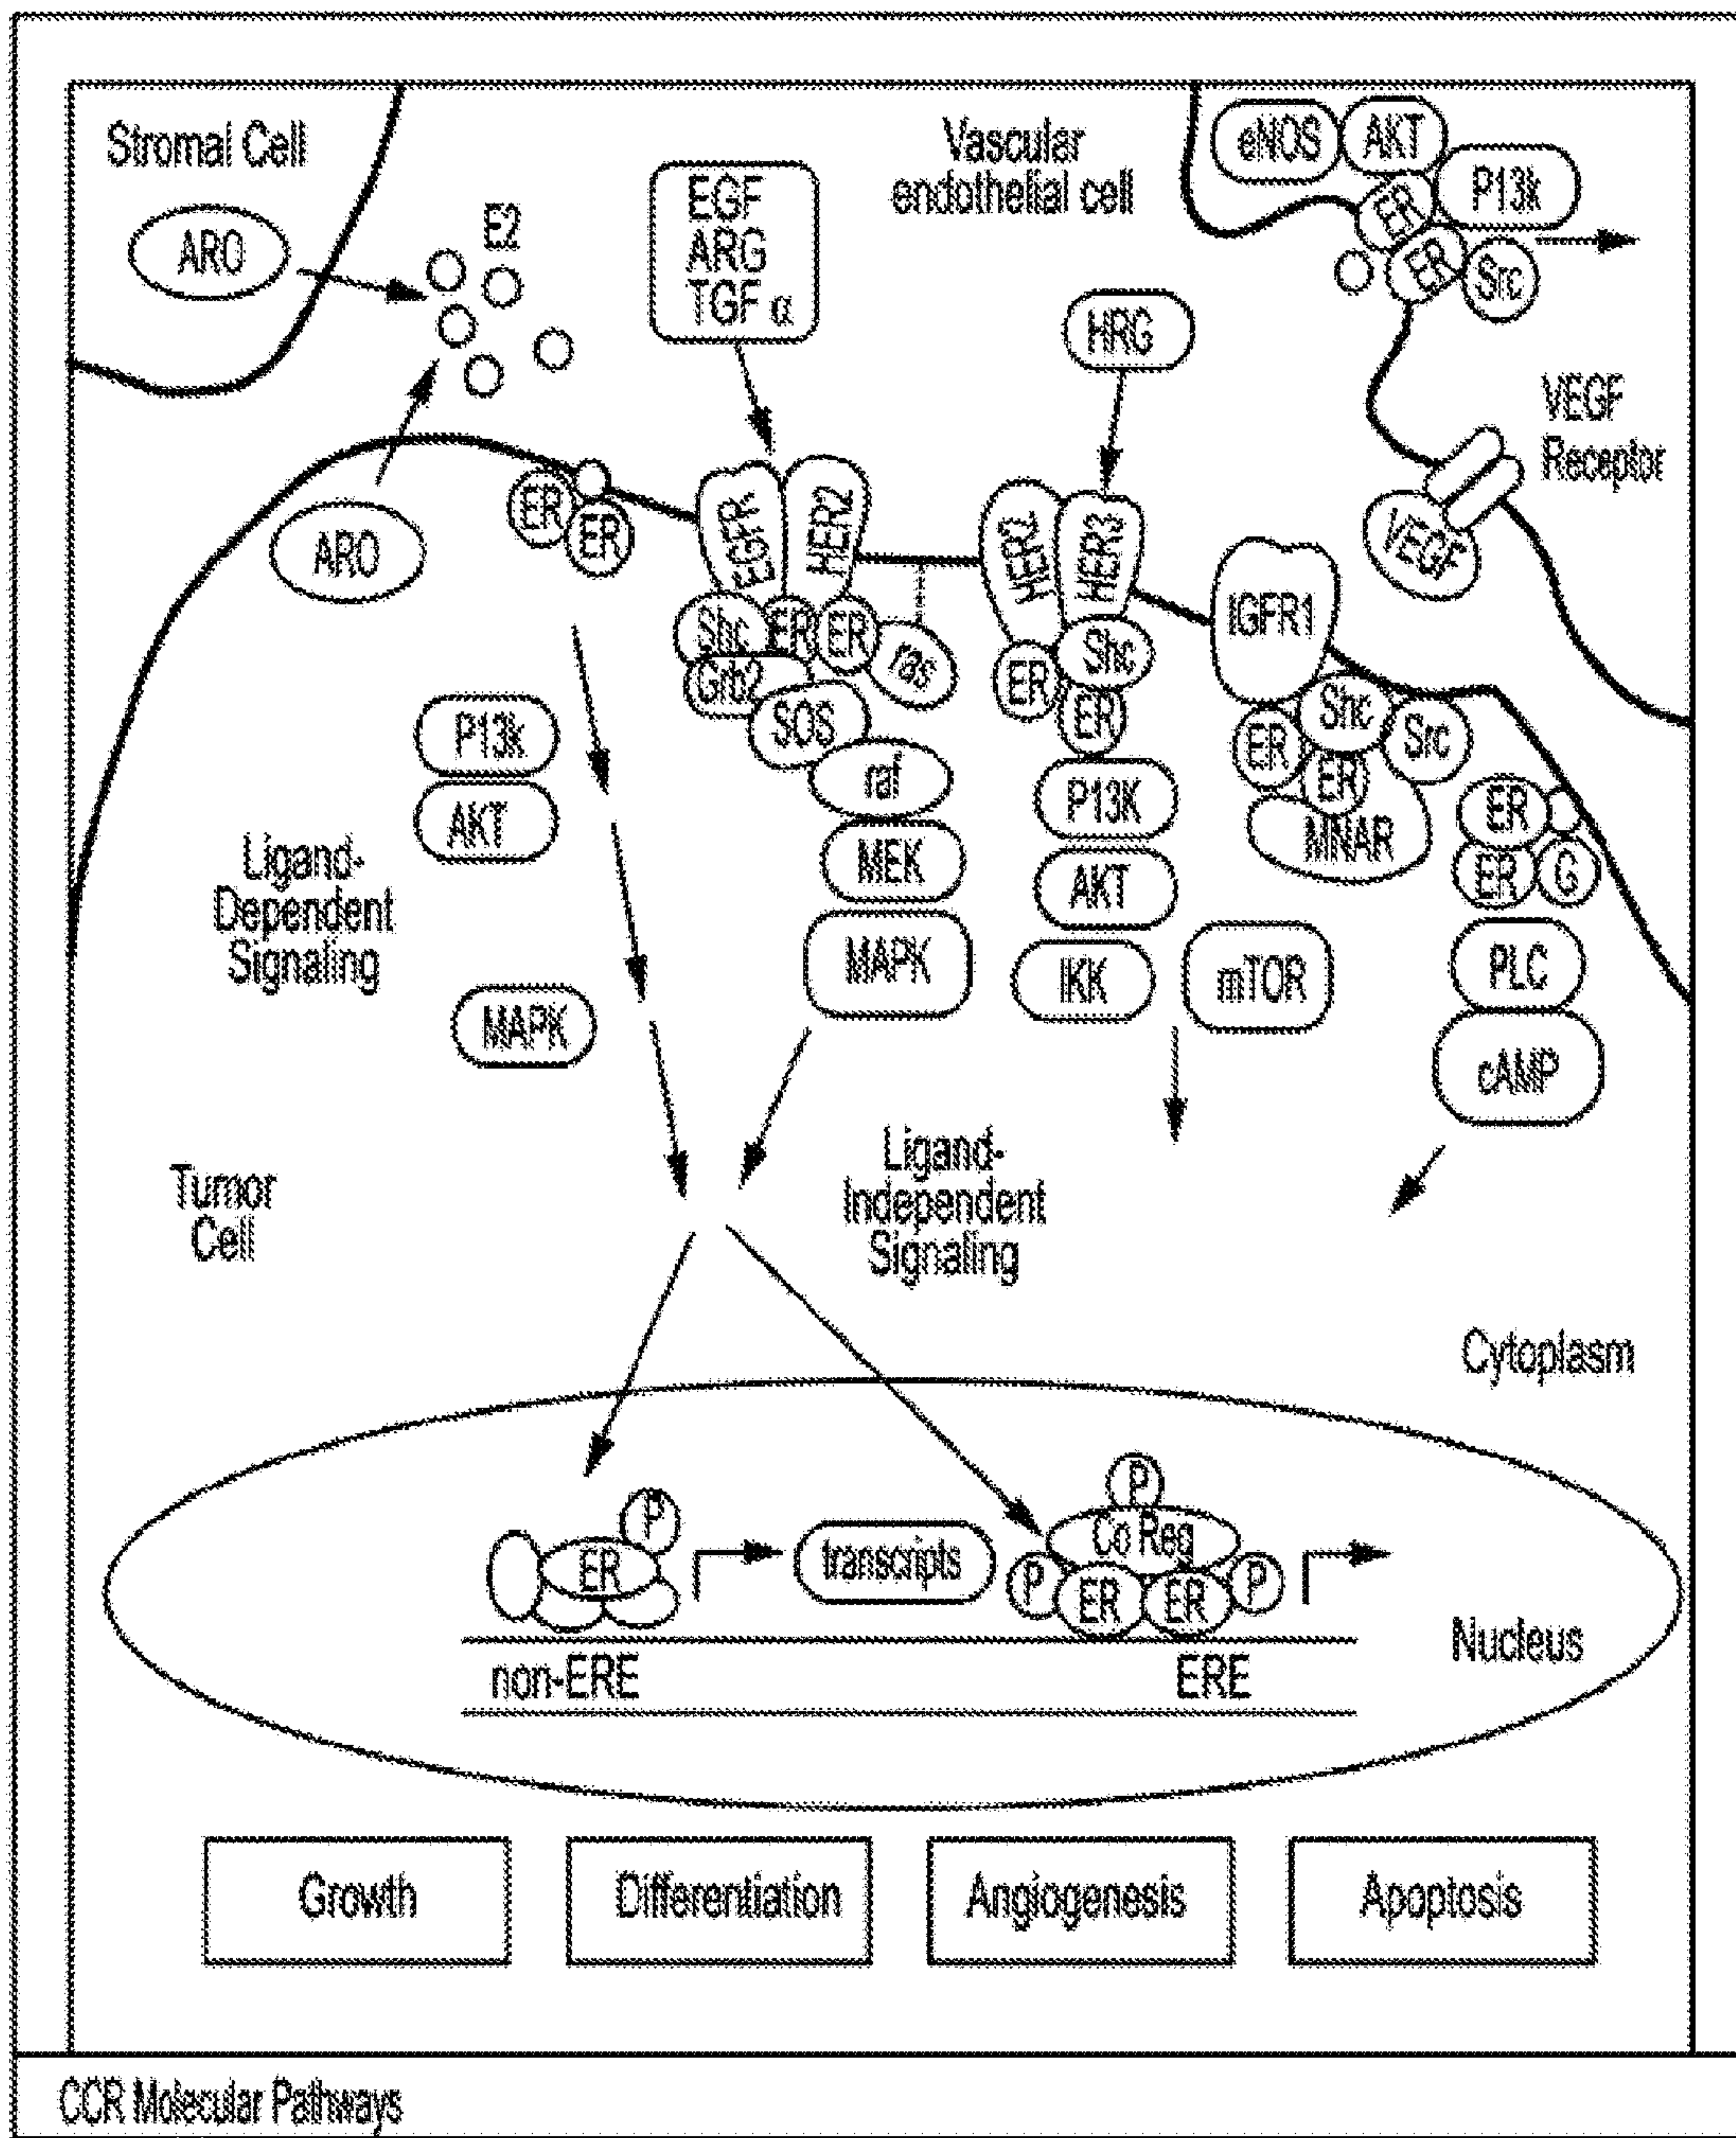 Stromal Cell
ARO
E2
EGF
ARG
TGF α
Vascular
endothelial cell
eNOS
AKT
P13k
ER
ER
Src
HRG
VEGF
Receptor
VEGF
ARO
ER
ER
EGFR
HER2
HER2
HER3
IGFR1
Shc
ER
ER
ras
Grb2
SOS
raf
MEK
MAPK
ER
Shc
ER
P13K
AKT
IKK
mTOR
ER
Shc
Src
ER
MNAR
ER
ER
G
PLC
cAMP
P13k
AKT
Ligand-
Dependent
Signaling
MAPK
Tumor
Cell
Ligand-
Independent
Signaling
Cytoplasm
P
ER
transcripts
P
Co Reg
P
ER
ER
P
Nucleus
non-ERE
ERE
Growth
Differentiation
Angiogenesis
Apoptosis
CCR Molecular Pathways